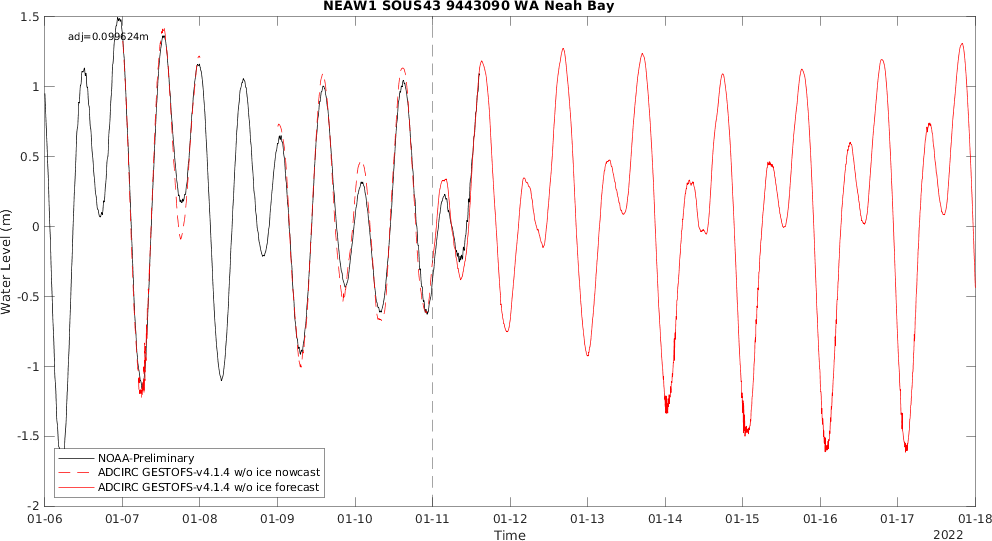 NEAW1 SOUS43 9443090 WA Neah Bay
adj=0.099624m
1.5
1
0.5
0
-0.5
-1
-1.5
-2
Water Level (m)
NOAA-Preliminary
ADCIRC GESTOFS-v4.1.4 w/o ice nowcast
ADCIRC GESTOFS-v4.1.4 w/o ice forecast
01-06 01-07 01-08 01-09 01-10 01-11 01-12 01-13 01-14 01-15 01-16 01-17 01-18
Time
2022